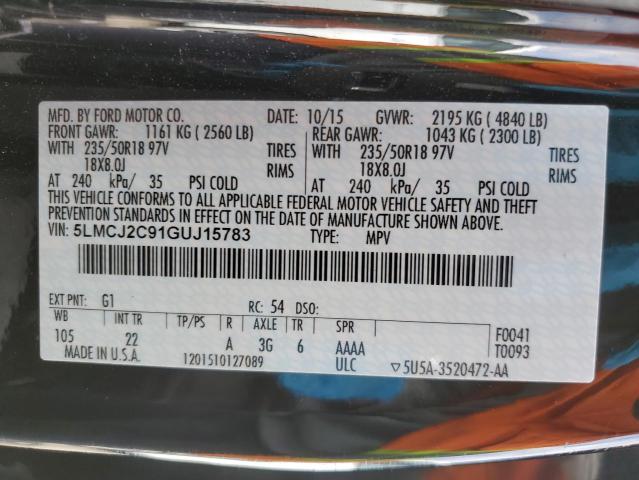 MFD. BY FORD MOTOR CO. DATE: 10/15 GVWR: 2195 KG ( 4840 LB)
FRONT GAWR: 1161 KG ( 2560 LB) REAR GAWR: 1043 KG ( 2300 LB)
WITH 235/50R18 97V TIRES WITH 235/50R18 97V TIRES
18X8.0J RIMS 18X8.0J RIMS
AT 240 kPa/ 35 PSI COLD AT 240 kPa/ 35 PSI COLD
THIS VEHICLE CONFORMS TO ALL APPLICABLE FEDERAL MOTOR VEHICLE SAFETY AND THEFT
PREVENTION STANDARDS IN EFFECT ON THE DATE OF MANUFACTURE SHOWN ABOVE.
VIN: 5LMCJ2C91GUJ15783 TYPE: MPV
EXT PNT: G1 RC: 54 DSO:
WB INT TR TP/PS R AXLE TR SPR F0041
105 22 A 3G 6 AAAA T0093
MADE IN U.S.A. 1201510127089 ULC ▽5U5A-3520472-AA